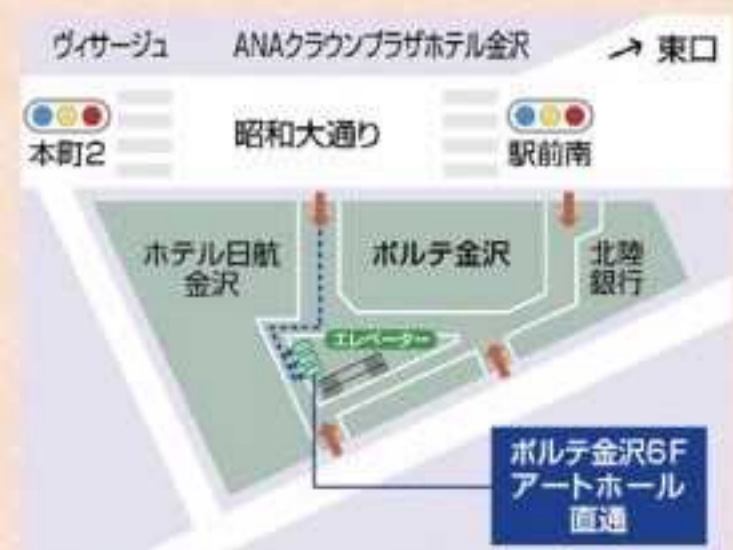 ヴィサージュ
ANAクラウンプラザホテル金沢
→ 東口
本町2
昭和大通り
駅前南
ホテル日航
金沢
ポルテ金沢
北陸
銀行
エレベーター
ポルテ金沢6F
アートホール
直通